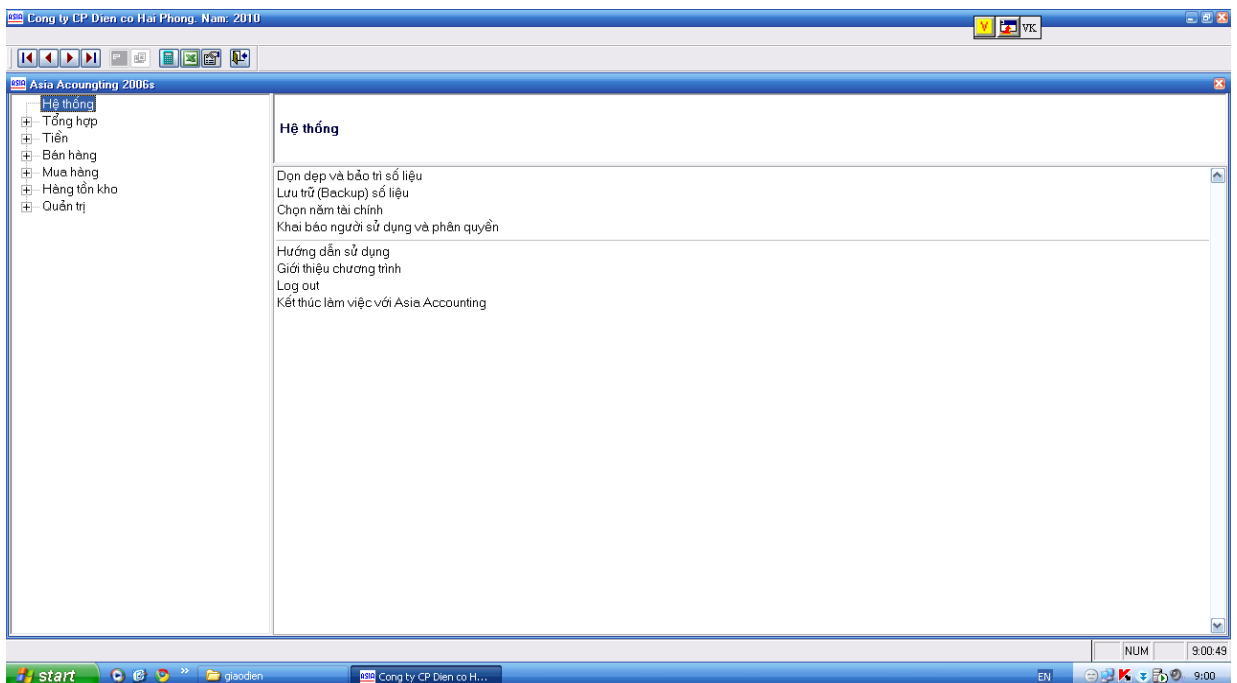 ASIA Cong ty CP Dien co Hai Phong. Nam: 2010
V VK
ASIA Asia Acoungting 2006s
Hệ thống
Tổng hợp
Tiền
Bán hàng
Mua hàng
Hàng tồn kho
Quản trị
Hệ thống
Dọn dẹp và bảo trì số liệu
Lưu trữ (Backup) số liệu
Chọn năm tài chính
Khai báo người sử dụng và phân quyền
Hướng dẫn sử dụng
Giới thiệu chương trình
Log out
Kết thúc làm việc với Asia Accounting
NUM 9:00:49
start giaodien ASIA Cong ty CP Dien co H... EN 9:00